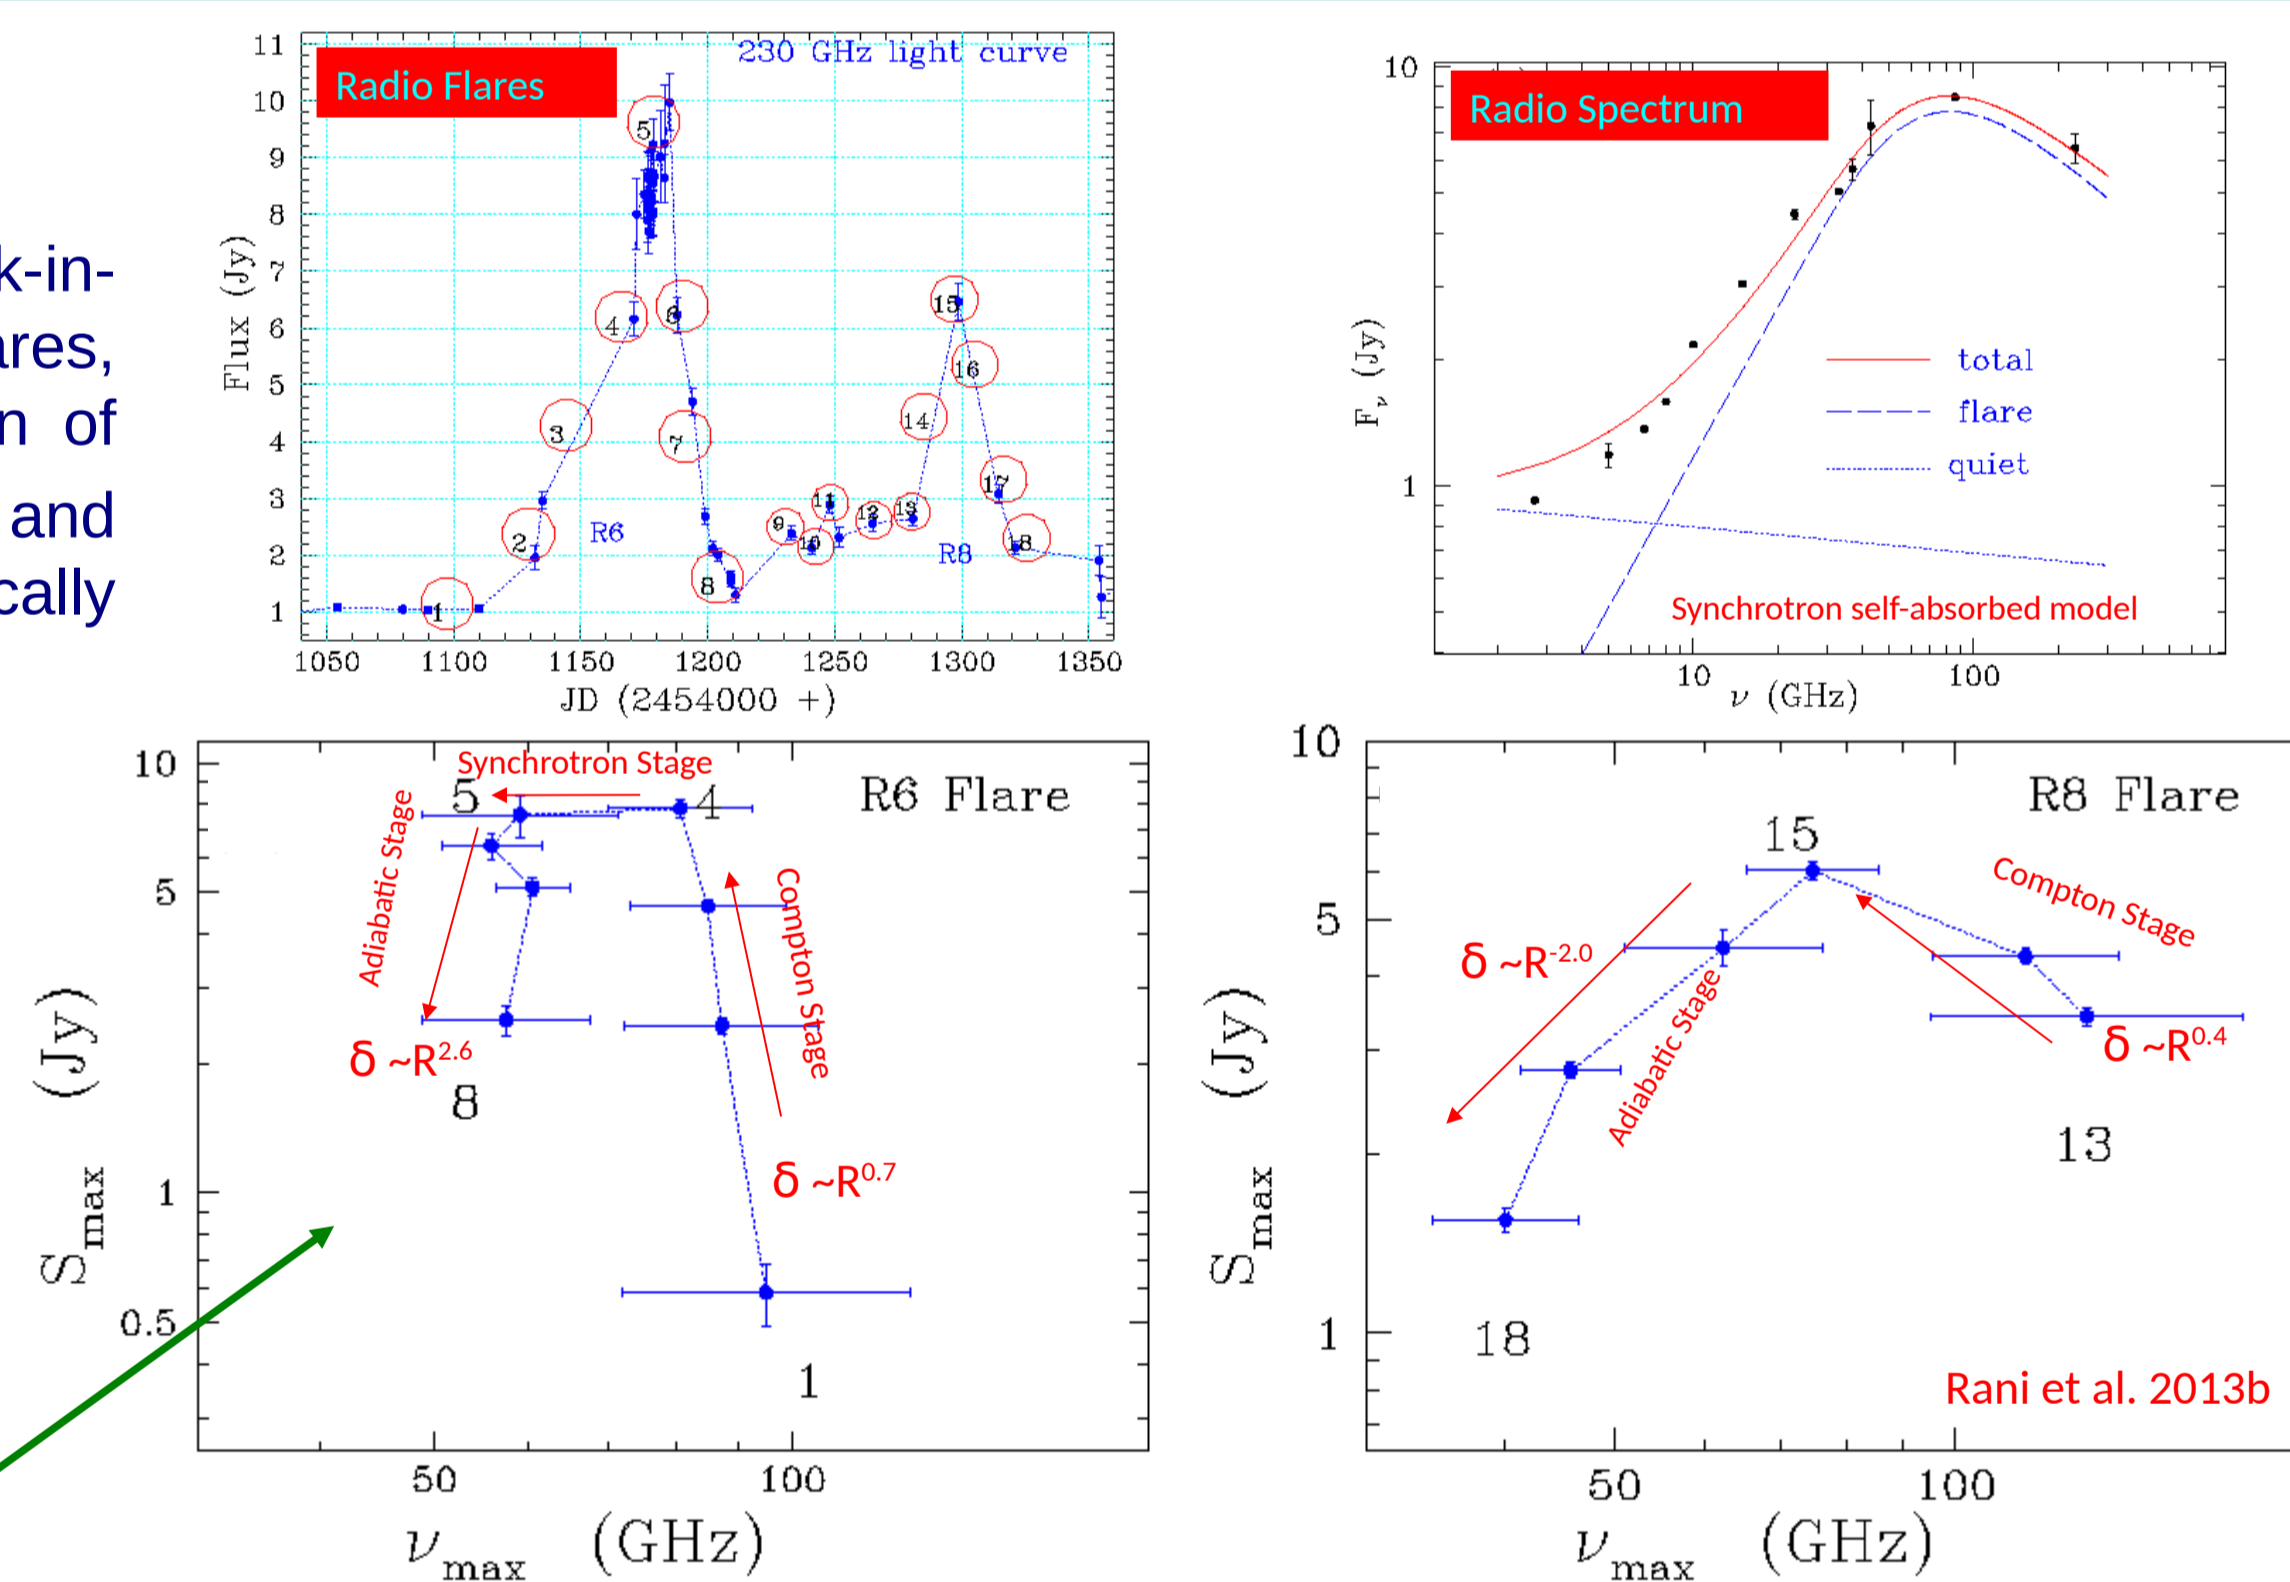 k-in-
ares,
n of
and
cally
Radio Flares
230 GHz light curve
11
10
9
8
7
6
5
4
3
2
1
Flux (Jy)
1
2
3
4
5
6
7
8
9
10
11
12
13
14
15
16
17
18
R6
R8
1050 1100 1150 1200 1250 1300 1350
JD (2454000 +)
Radio Spectrum
10
1
Fν (Jy)
total
flare
quiet
Synchrotron self-absorbed model
10 100
ν (GHz)
Synchrotron Stage
R6 Flare
5
4
Adiabatic Stage
Compton Stage
δ ~R2.6
8
δ ~R0.7
1
10
5
1
0.5
Smax (Jy)
50 100
νmax (GHz)
R8 Flare
15
Compton Stage
δ ~R-2.0
Adiabatic Stage
δ ~R0.4
13
18
Rani et al. 2013b
10
5
1
Smax (Jy)
50 100
νmax (GHz)